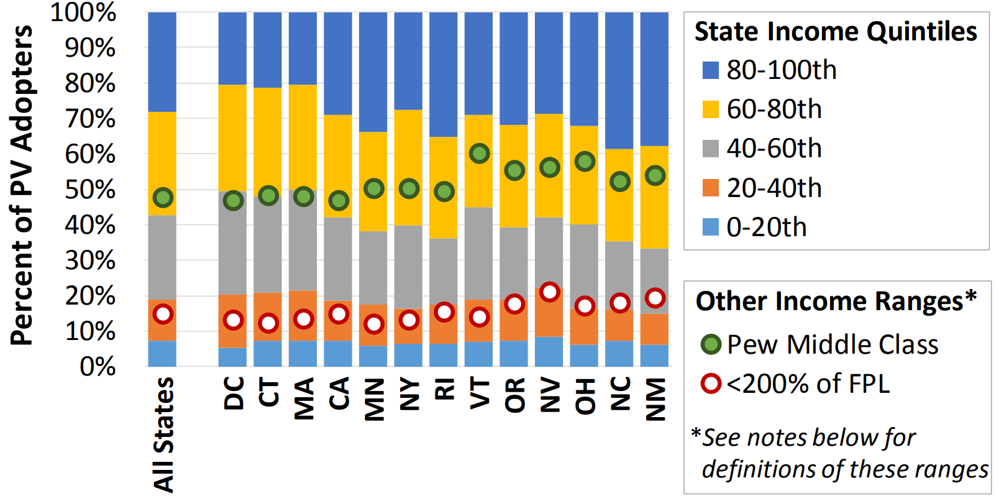 Percent of PV Adopters
100%
90%
80%
70%
60%
50%
40%
30%
20%
10%
0%
All States
DC
CT
MA
CA
MN
NY
RI
VT
OR
NV
OH
NC
NM
State Income Quintiles
80-100th
60-80th
40-60th
20-40th
0-20th
Other Income Ranges*
Pew Middle Class
<200% of FPL
*See notes below for
definitions of these ranges